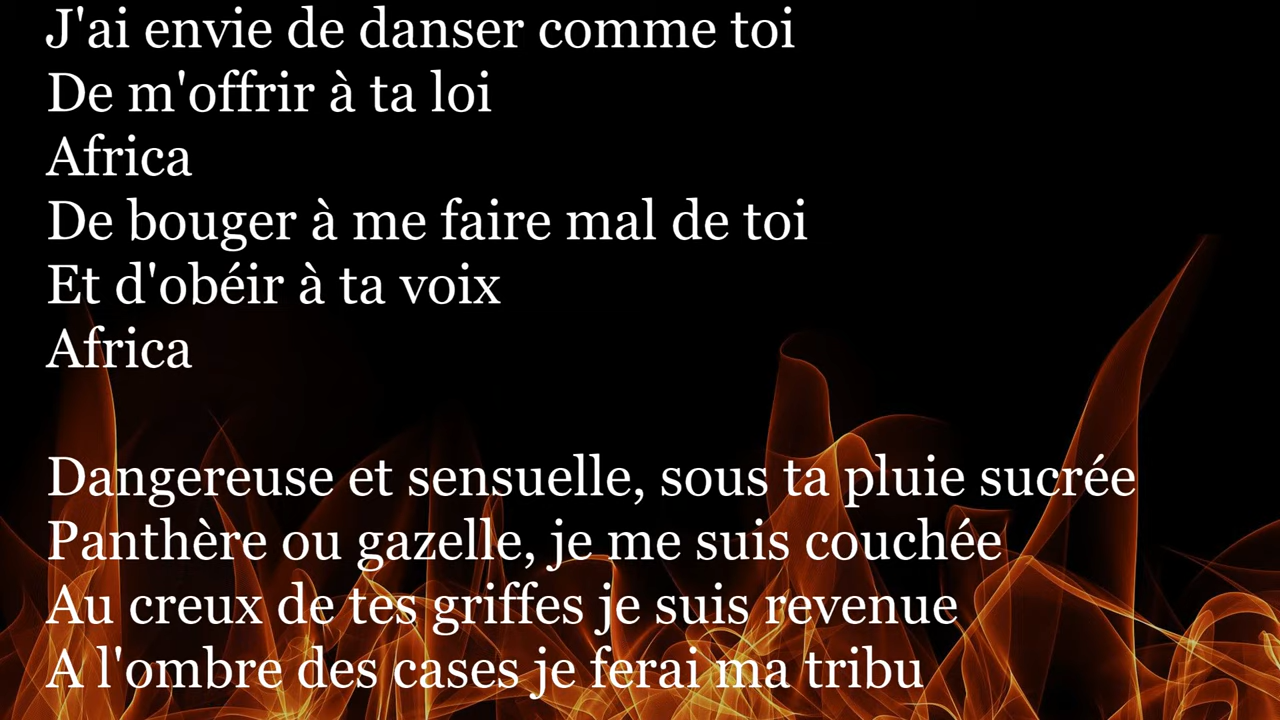 J'ai envie de danser comme toi
De m'offrir à ta loi
Africa
De bouger à me faire mal de toi
Et d'obéir à ta voix
Africa
Dangereuse et sensuelle, sous ta pluie sucrée
Panthère ou gazelle, je me suis couchée
Au creux de tes griffes je suis revenue
A l'ombre des cases je ferai ma tribu